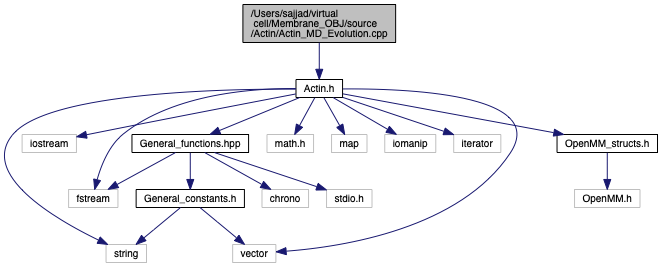 /Users/sajjad/virtual
cell/Membrane_OBJ/source
/Actin/Actin_MD_Evolution.cpp
Actin.h
iostream
General_functions.hpp
math.h
map
iomanip
iterator
OpenMM_structs.h
fstream
General_constants.h
chrono
stdio.h
OpenMM.h
string
vector